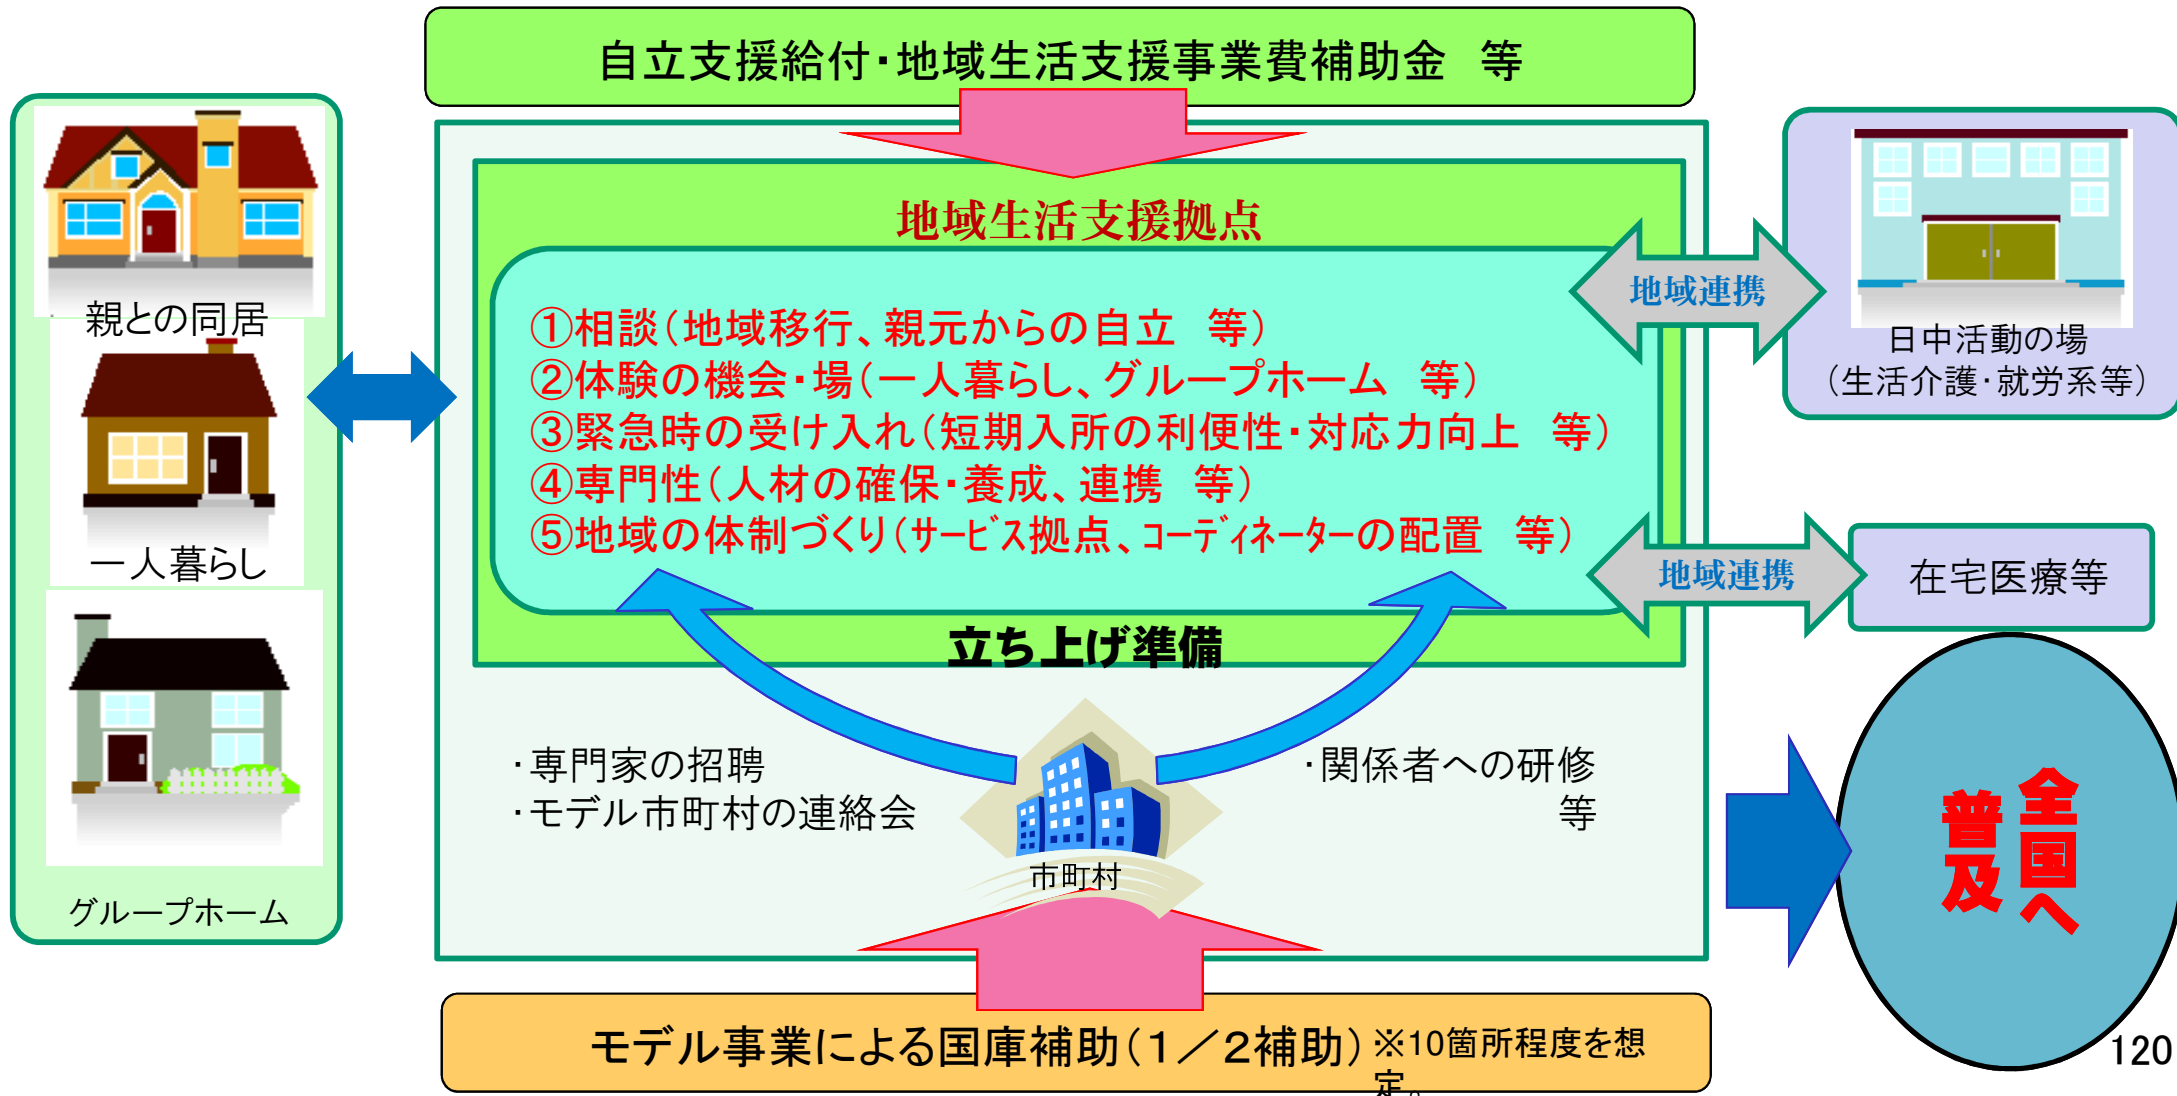 自立支援給付・地域生活支援事業費補助金　等
地域生活支援拠点
①相談（地域移行、親元からの自立　等）
②体験の機会・場（一人暮らし、グループホーム　等）
③緊急時の受け入れ（短期入所の利便性・対応力向上　等）
④専門性（人材の確保・養成、連携　等）
⑤地域の体制づくり（ｻｰﾋﾞｽ拠点、ｺｰﾃﾞｨﾈｰﾀｰの配置　等）
立ち上げ準備
親との同居
一人暮らし
グループホーム
地域連携
日中活動の場
（生活介護・就労系等）
地域連携
在宅医療等
・専門家の招聘
・モデル市町村の連絡会
・関係者への研修
等
市町村
全国へ
普及
モデル事業による国庫補助（１／２補助）※10箇所程度を想
定。
120